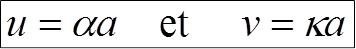 u = αa et v = κa